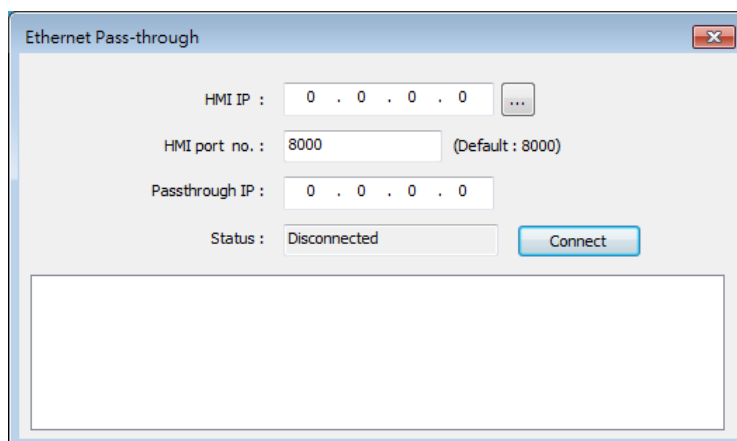 Ethernet Pass-through
HMI IP : 0 . 0 . 0 . 0 ...
HMI port no. : 8000 (Default : 8000)
Passthrough IP : 0 . 0 . 0 . 0
Status : Disconnected Connect